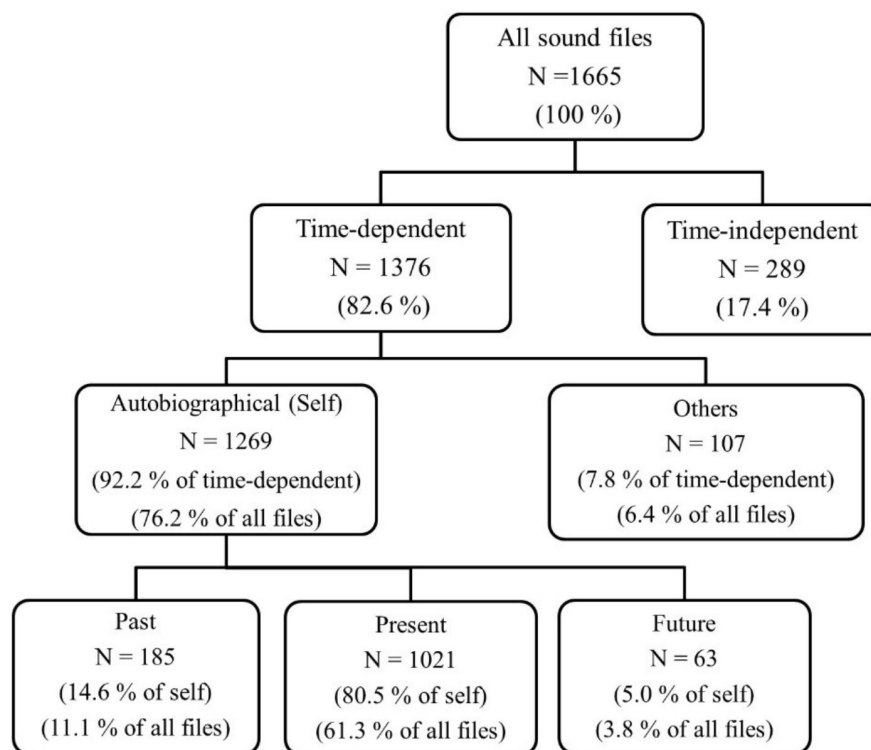 All sound files
N =1665
(100 %)
Time-dependent
N = 1376
(82.6 %)
Time-independent
N = 289
(17.4 %)
Autobiographical (Self)
N = 1269
(92.2 % of time-dependent)
(76.2 % of all files)
Others
N = 107
(7.8 % of time-dependent)
(6.4 % of all files)
Past
N = 185
(14.6 % of self)
(11.1 % of all files)
Present
N = 1021
(80.5 % of self)
(61.3 % of all files)
Future
N = 63
(5.0 % of self)
(3.8 % of all files)